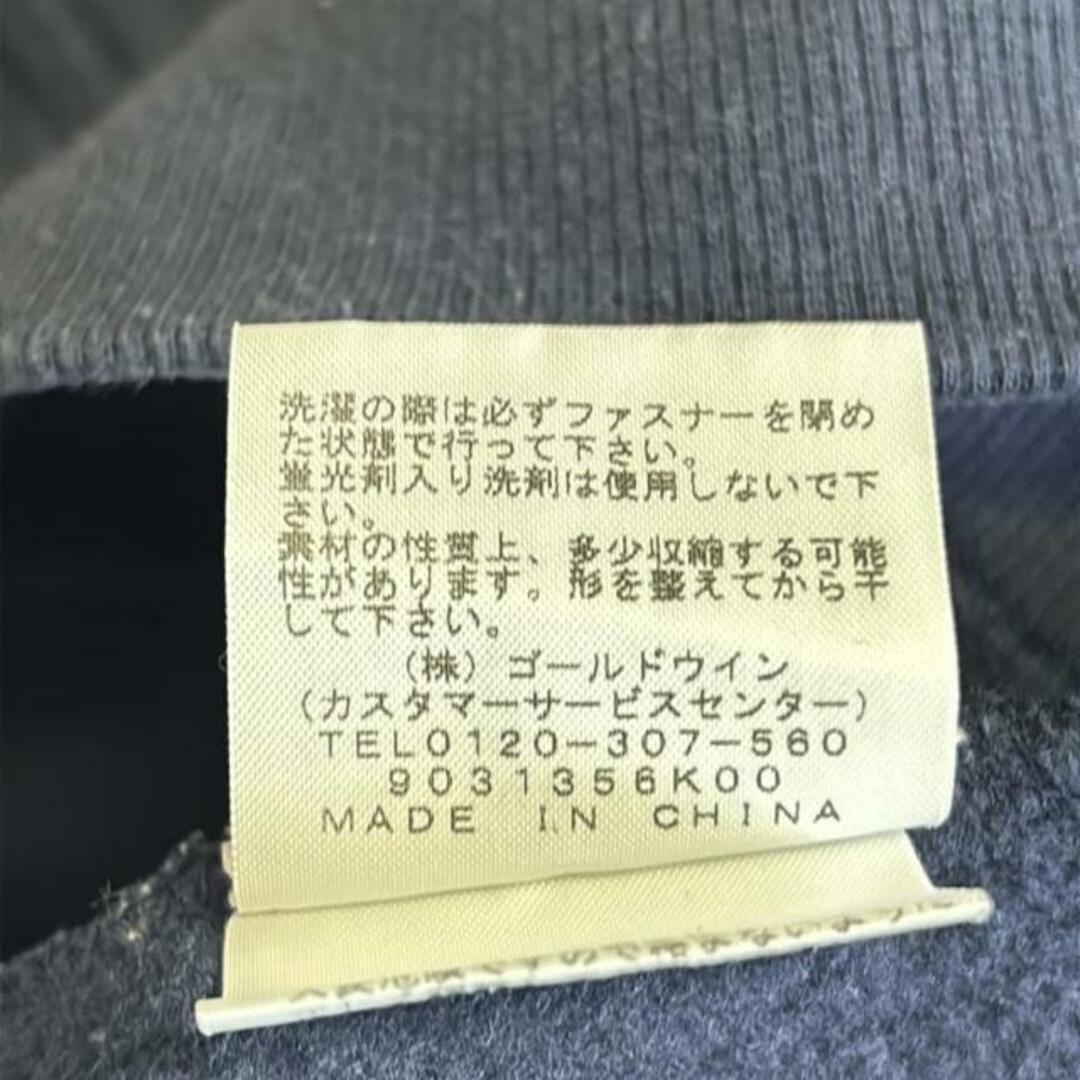 洗濯の際は必ずファスナーを閉め
た状態で行って下さい。
蛍光剤入り洗剤は使用しないで下
さい。
素材の性質上、多少収縮する可能
性があります。形を整えてから干
して下さい。
(株)ゴールドウイン
(カスタマーサービスセンター)
TEL0120-307-560
9031356K00
MADE IN CHINA